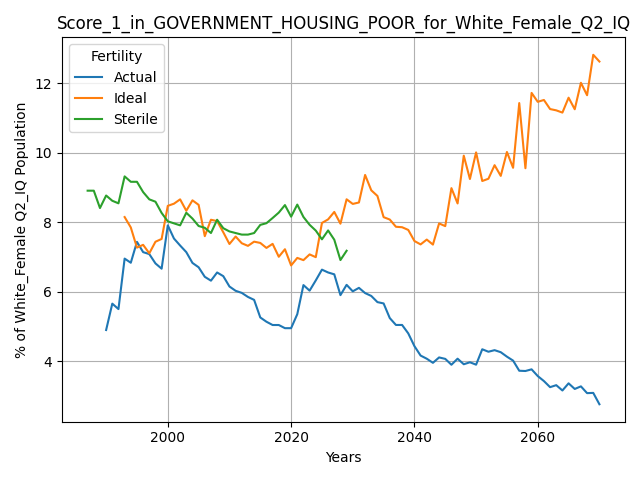 Score_1_in_GOVERNMENT_HOUSING_POOR_for_White_Female_Q2_IQ
Fertility
Actual
Ideal
Sterile
% of White_Female Q2_IQ Population
12
10
8
6
4
2000
2020
2040
2060
Years